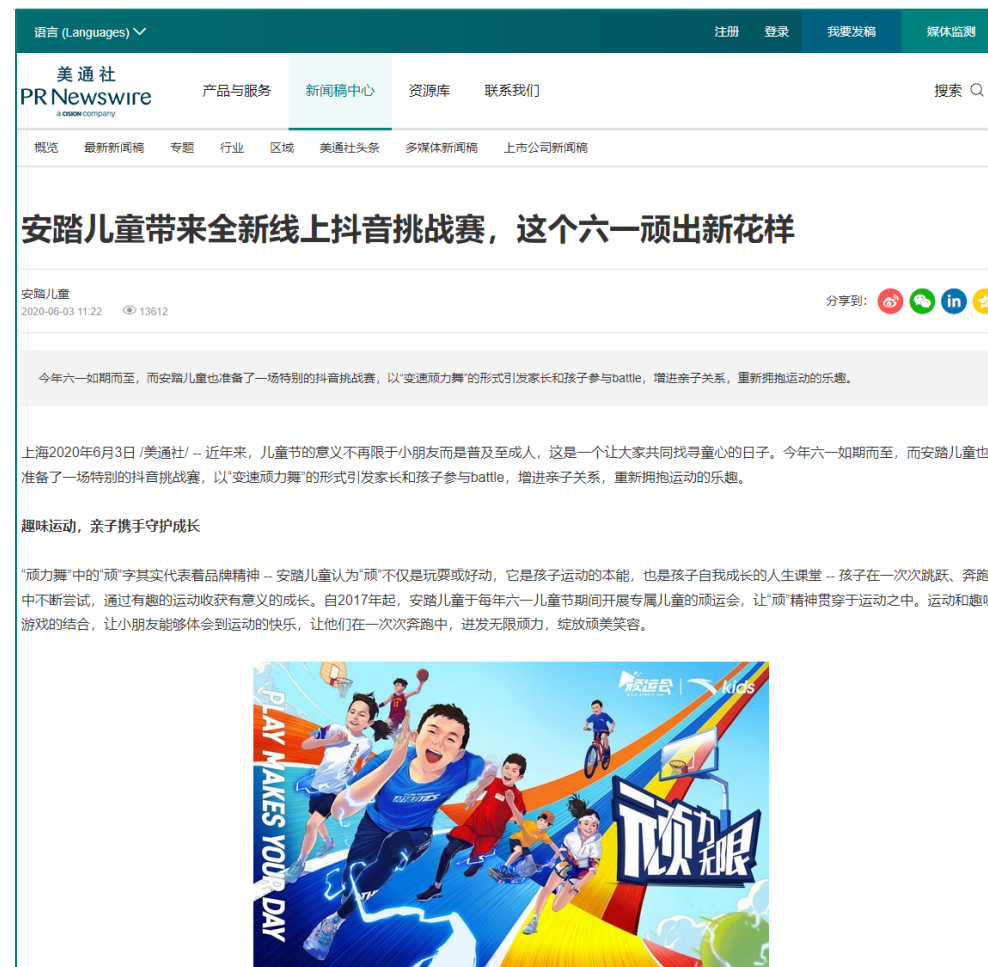 语言 (Languages)
注册 登录 我要发稿 媒体监测
美通社
PR Newswire
a CISION company
产品与服务 新闻稿中心 资源库 联系我们
搜索
概览 最新新闻稿 专题 行业 区域 美通社头条 多媒体新闻稿 上市公司新闻稿
安踏儿童带来全新线上抖音挑战赛，这个六一顽出新花样
安踏儿童
2020-06-03 11:22 13612
分享到:
in
今年六一如期而至，而安踏儿童也准备了一场特别的抖音挑战赛，以"变速顽力舞"的形式引发家长和孩子参与battle，增进亲子关系，重新拥抱运动的乐趣。
上海2020年6月3日 /美通社/ -- 近年来，儿童节的意义不再限于小朋友而是普及至成人，这是一个让大家共同找寻童心的日子。今年六一如期而至，而安踏儿童也
准备了一场特别的抖音挑战赛，以"变速顽力舞"的形式引发家长和孩子参与battle，增进亲子关系，重新拥抱运动的乐趣。
趣味运动，亲子携手守护成长
"顽力舞"中的"顽"字其实代表着品牌精神 -- 安踏儿童认为"顽"不仅是玩耍或好动，它是孩子运动的本能，也是孩子自我成长的人生课堂 -- 孩子在一次次跳跃、奔跑
中不断尝试，通过有趣的运动收获有意义的成长。自2017年起，安踏儿童于每年六一儿童节期间开展专属儿童的顽运会，让"顽"精神贯穿于运动之中。运动和趣味
游戏的结合，让小朋友能够体会到运动的快乐，让他们在一次次奔跑中，迸发无限顽力，绽放顽美笑容。
顽运会 kids
PLAY MAKES YOUR DAY
ATHLETICS
顽力
无限